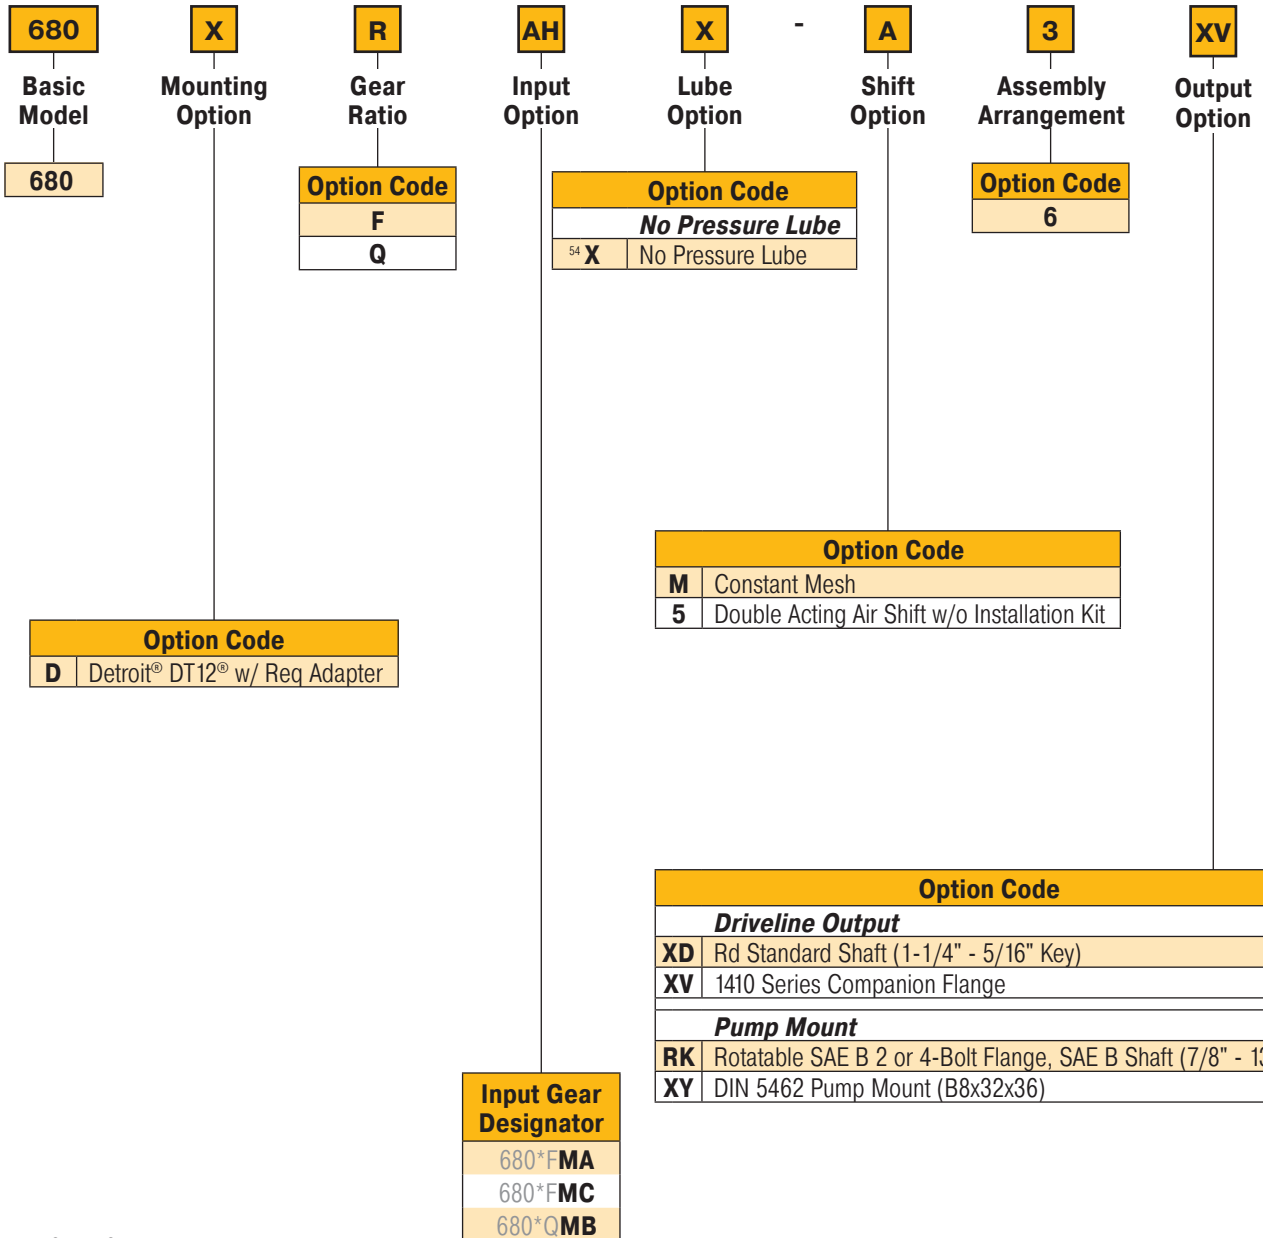 680 X R AH X - A 3 XV
Basic Model
Mounting Option
Gear Ratio
Input Option
Lube Option
Shift Option
Assembly Arrangement
Output Option
680
Option Code
F
Q
Option Code
No Pressure Lube
54 X No Pressure Lube
Option Code
6
Option Code
M Constant Mesh
5 Double Acting Air Shift w/o Installation Kit
Option Code
D Detroit® DT12® w/ Req Adapter
Option Code
Driveline Output
XD Rd Standard Shaft (1-1/4" - 5/16" Key)
XV 1410 Series Companion Flange
Pump Mount
RK Rotatable SAE B 2 or 4-Bolt Flange, SAE B Shaft (7/8" -
XY DIN 5462 Pump Mount (B8x32x36)
Input Gear
Designator
680*FMA
680*FMC
680*QMB